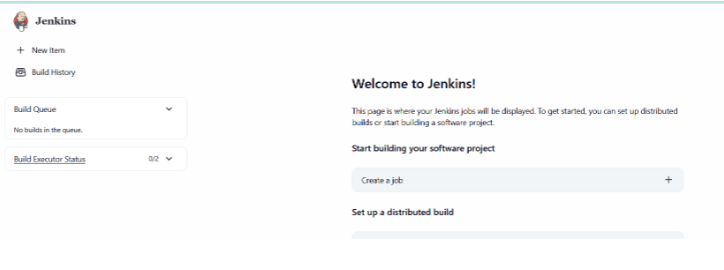 Jenkins
+ New Item
Build History
Build Queue
No builds in the queue.
Build Executor Status 0/2
Welcome to Jenkins!
This page is where your Jenkins jobs will be displayed. To get started, you can set up distributed
builds or start building a software project.
Start building your software project
Create a job +
Set up a distributed build